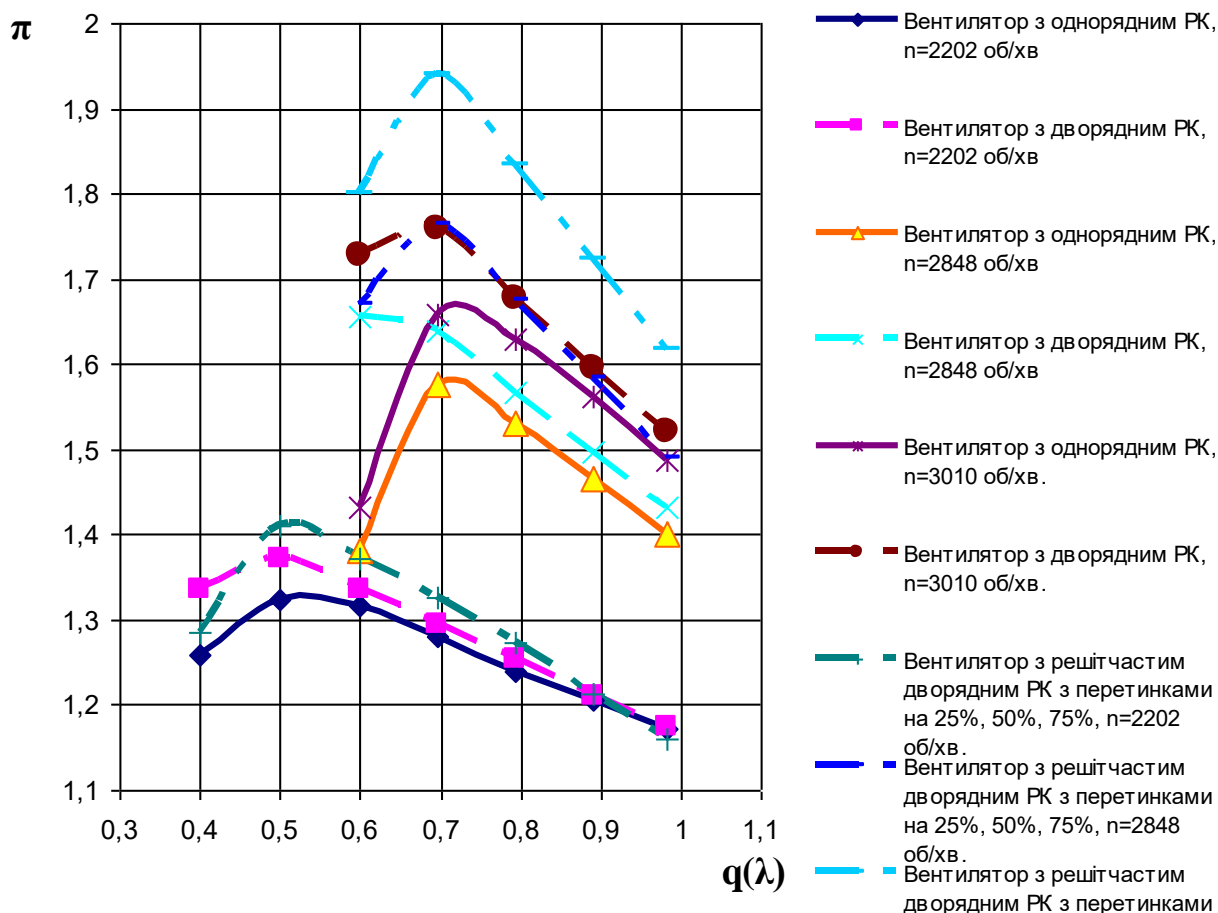 π
2
1,9
1,8
1,7
1,6
1,5
1,4
1,3
1,2
1,1
0,3 0,4 0,5 0,6 0,7 0,8 0,9 1 1,1
q(λ)
Вентилятор з однорядним РК,
n=2202 об/хв
Вентилятор з дворядним РК,
n=2202 об/хв
Вентилятор з однорядним РК,
n=2848 об/хв
Вентилятор з дворядним РК,
n=2848 об/хв
Вентилятор з однорядним РК,
n=3010 об/хв.
Вентилятор з дворядним РК,
n=3010 об/хв.
Вентилятор з решітчастим
дворядним РК з перетинками
на 25%, 50%, 75%, n=2202
об/хв.
Вентилятор з решітчастим
дворядним РК з перетинками
на 25%, 50%, 75%, n=2848
об/хв.
Вентилятор з решітчастим
дворядним РК з перетинками